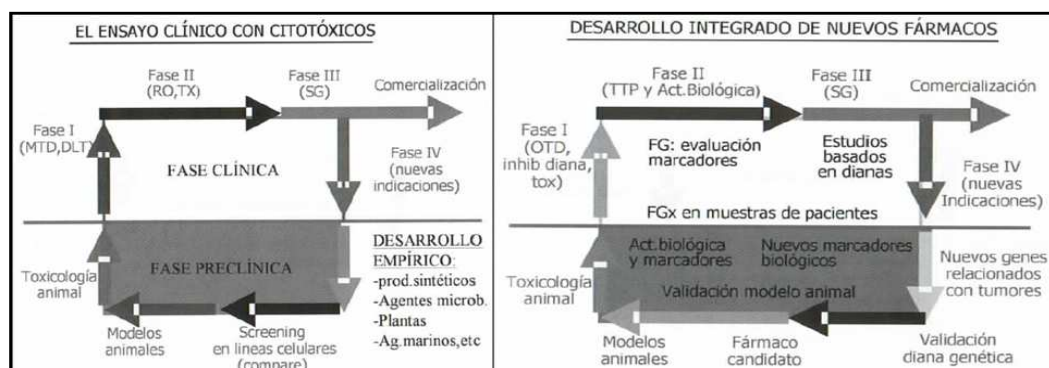 EL ENSAYO CLÍNICO CON CITOTÓXICOS
Fase II
(RO,TX)
Fase III
(SG)
Comercialización
Fase I
(MTD,DLT)
FASE CLÍNICA
Fase IV
(nuevas
indicaciones)
FASE PRECLÍNICA
Toxicología
animal
Modelos
animales
Screening
en lineas celulares
(compare)
DESARROLLO
EMPÍRICO:
-prod.sintéticos
-Agentes microb.
-Plantas
-Ag.marinos,etc
DESARROLLO INTEGRADO DE NUEVOS FÁRMACOS
Fase II
(TTP y Act.Biológica)
Fase III
(SG)
Comercialización
Fase I
(OTD,
inhib diana,
tox)
FG: evaluación
marcadores
Estudios
basados
en dianas
Fase IV
(nuevas
Indicaciones)
FGx en muestras de pacientes
Act.biológica
y marcadores
Nuevos marcadores
biológicos
Validación modelo animal
Toxicología
animal
Nuevos genes
relacionados
con tumores
Modelos
animales
Fármaco
candidato
Validación
diana genética